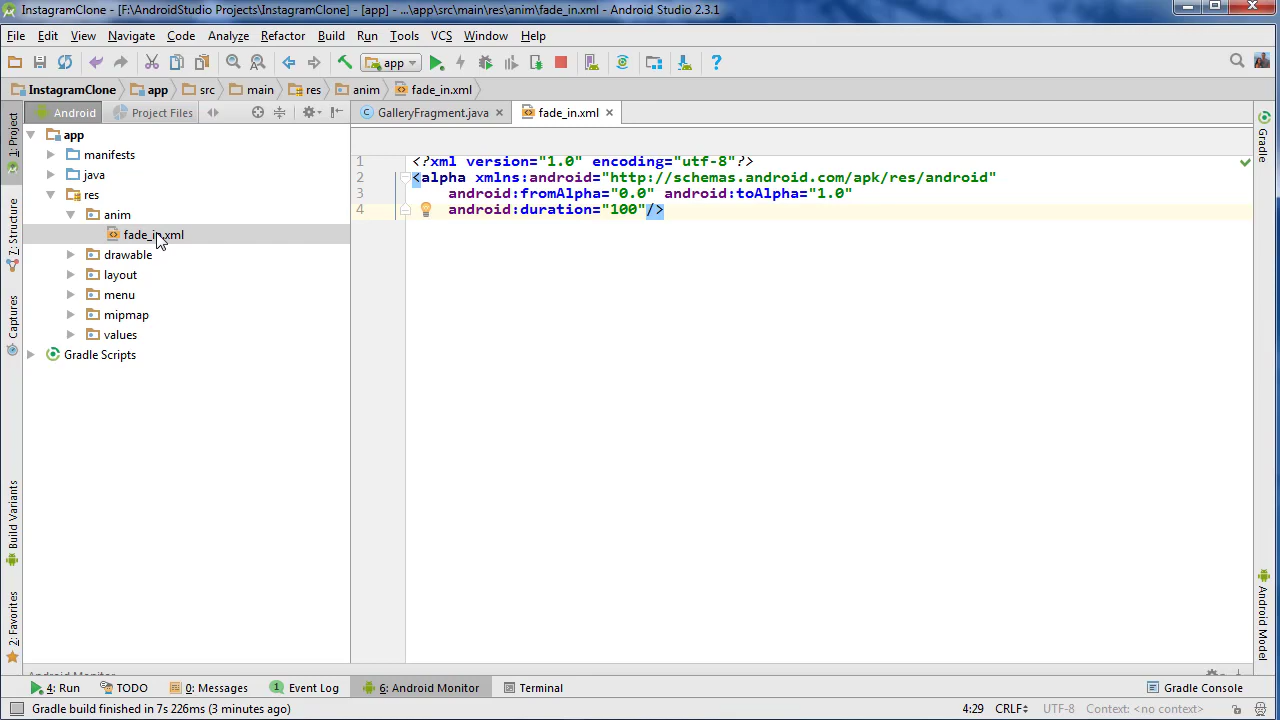 InstagramClone - [F:\AndroidStudio Projects\InstagramClone] - [app] - ...\app\src\main\res\anim\fade_in.xml - Android Studio 2.3.1
File Edit View Navigate Code Analyze Refactor Build Run Tools VCS Window Help
app
InstagramClone app src main res anim fade_in.xml
Android Project Files GalleryFragment.java fade_in.xml
app
manifests
java
res
anim
fade_in.xml
drawable
layout
menu
mipmap
values
Gradle Scripts
1 <?xml version="1.0" encoding="utf-8"?>
2 <alpha xmlns:android="http://schemas.android.com/apk/res/android"
3 android:fromAlpha="0.0" android:toAlpha="1.0"
4 android:duration="100"/>
1: Project
7: Structure
Captures
Build Variants
2: Favorites
Gradle
Android Model
Android Monitor
4: Run TODO 0: Messages 1 Event Log 6: Android Monitor Terminal Gradle Console
Gradle build finished in 7s 226ms (3 minutes ago) 4:29 CRLF UTF-8 Context: <no context>